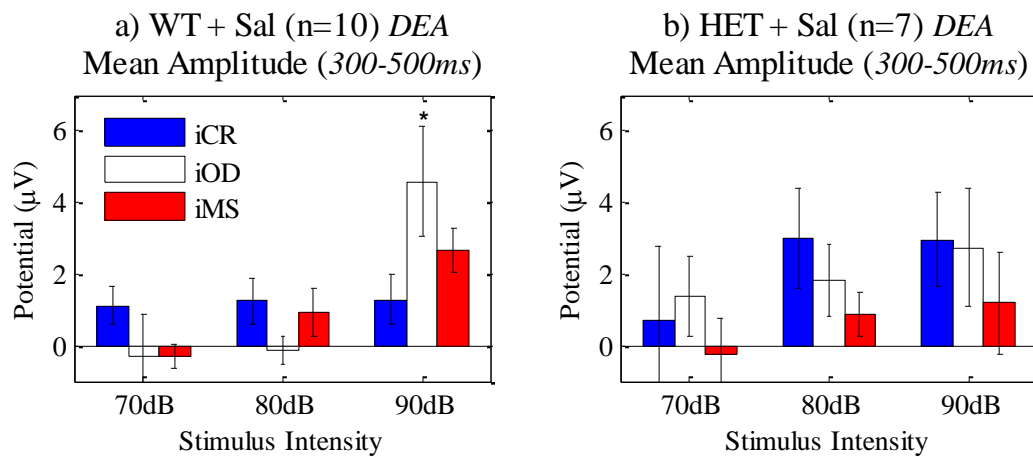 a) WT + Sal (n=10) DEA
Mean Amplitude (300-500ms)
Potential (µV)
6
4
2
0
iCR
iOD
iMS
*
70dB
80dB
90dB
Stimulus Intensity
b) HET + Sal (n=7) DEA
Mean Amplitude (300-500ms)
Potential (µV)
6
4
2
0
70dB
80dB
90dB
Stimulus Intensity